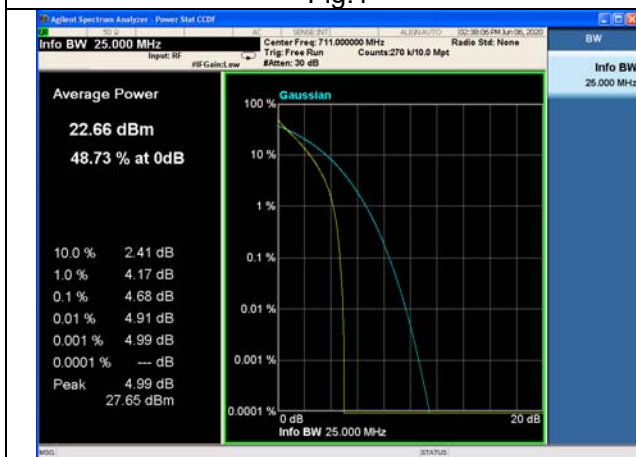 Agilent Spectrum Analyzer - Power Stat CCDF
50 Ω AC SENSE:INT ALIGN AUTO 02:38:06 PM Jun 06, 2020
Info BW 25.000 MHz
Center Freq: 711.000000 MHz Radio Std: None
Input: RF Trig: Free Run Counts:270 k/10.0 Mpt
#IFGain:Low #Atten: 30 dB
BW
Info BW
25.000 MHz
Average Power
22.66 dBm
48.73 % at 0dB
10.0 % 2.41 dB
1.0 % 4.17 dB
0.1 % 4.68 dB
0.01 % 4.91 dB
0.001 % 4.99 dB
0.0001 % --- dB
Peak 4.99 dB
27.65 dBm
Gaussian
100 %
10 %
1 %
0.1 %
0.01 %
0.001 %
0.0001 %
0 dB 20 dB
Info BW 25.000 MHz
MSG STATUS